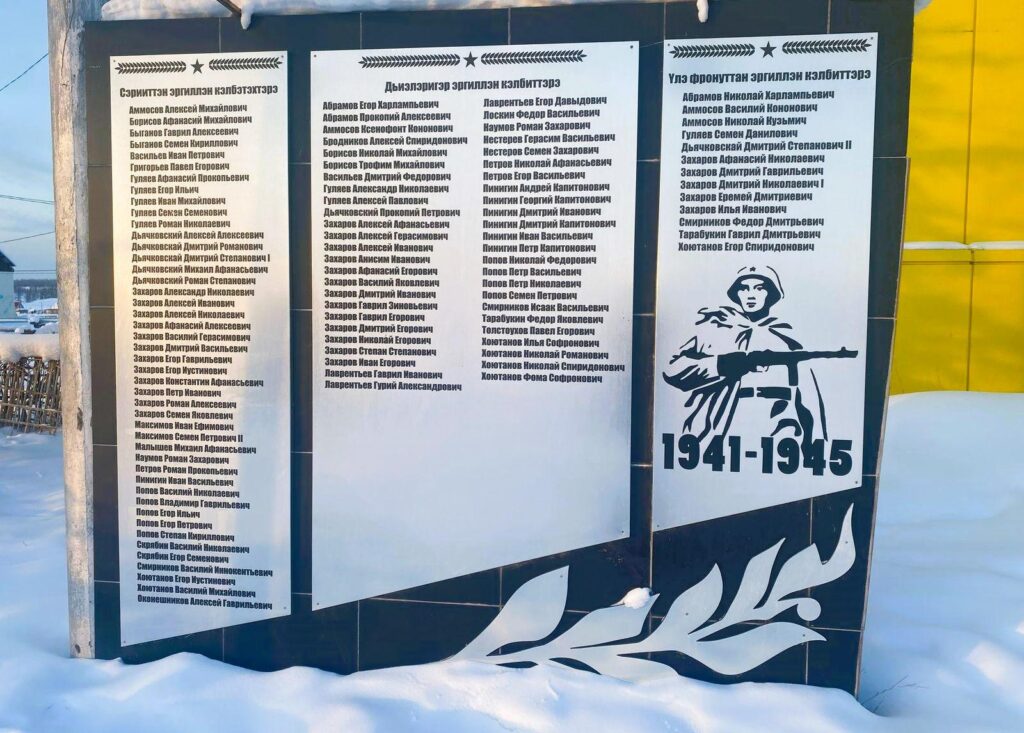 Сэрииттэн эргиллэн кэлбэтэхтэрэ
Аммосов Алексей Михайлович
Борисов Афанасий Михайлович
Быганов Гаврил Алексеевич
Быганов Семен Кириллович
Васильев Иван Петрович
Григорьев Павел Егорович
Гуляев Афанасий Прокопьевич
Гуляев Егор Ильич
Гуляев Иван Михайлович
Гуляев Семэн Семенович
Гуляев Роман Николаевич
Дьячковскай Алексей Алексеевич
Дьячковскай Дмитрий Романович
Дьячковскай Дмитрий Степанович I
Дьячковский Михаил Афанасьевич
Дьячковский Роман Степанович
Захаров Александр Николаевич
Захаров Алексей Иванович
Захаров Алексей Николаевич
Захаров Афанасий Алексеевич
Захаров Василий Герасимович
Захаров Дмитрий Васильевич
Захаров Егор Гаврильевич
Захаров Егор Иустинович
Захаров Константин Афанасьевич
Захаров Петр Иванович
Захаров Роман Алексеевич
Захаров Семен Яковлевич
Максимов Иван Ефимович
Максимов Семен Петрович II
Малышев Михаил Афанасьевич
Наумов Роман Захарович
Петров Роман Прокопьевич
Пинигин Иван Васильевич
Попов Василий Николаевич
Попов Владимир Гаврильевич
Попов Егор Ильич
Попов Егор Петрович
Попов Степан Кириллович
Скрябин Василий Николаевич
Скрябин Егор Семенович
Смирников Василий Иннокентьевич
Хоютанов Егор Иустинович
Хоютанов Василий Михайлович
Оконешников Алексей Гаврильевич
Дьиэлэригэр эргиллэн кэлбиттэрэ
Абрамов Егор Харлампьевич
Абрамов Прокопий Алексеевич
Аммосов Ксенофонт Кононович
Бродников Алексей Спиридонович
Борисов Николай Михайлович
Борисов Трофим Михайлович
Васильев Дмитрий Федорович
Гуляев Александр Николаевич
Гуляев Алексей Павлович
Дьячковский Прокопий Петрович
Захаров Алексей Афанасьевич
Захаров Алексей Герасимович
Захаров Алексей Иванович
Захаров Анисим Иванович
Захаров Афанасий Егорович
Захаров Василий Яковлевич
Захаров Дмитрий Иванович
Захаров Гаврил Зиновьевич
Захаров Гаврил Егорович
Захаров Дмитрий Егорович
Захаров Николай Егорович
Захаров Степан Степанович
Захаров Иван Егорович
Лаврентьев Гаврил Иванович
Лаврентьев Гурий Александрович
Лаврентьев Егор Давыдович
Лоскин Федор Васильевич
Наумов Роман Захарович
Нестерев Герасим Васильевич
Нестеров Семен Захарович
Петров Николай Афанасьевич
Петров Егор Васильевич
Пинигин Андрей Капитонович
Пинигин Георгий Капитонович
Пинигин Дмитрий Иванович
Пинигин Дмитрий Капитонович
Пинигин Иван Васильевич
Пинигин Петр Капитонович
Попов Николай Федорович
Попов Петр Васильевич
Попов Петр Николаевич
Попов Семен Петрович
Смирников Исаак Васильевич
Тарабукин Федор Яковлевич
Толстоухов Павел Егорович
Хоютанов Илья Софронович
Хоютанов Николай Романович
Хоютанов Николай Спиридонович
Хоютанов Фома Софронович
Үлэ фронуттан эргиллэн кэлбиттэрэ
Абрамов Николай Харлампьевич
Аммосов Василий Кононович
Аммосов Николай Кузьмич
Гуляев Семен Данилович
Дьячковскай Дмитрий Степанович II
Захаров Афанасий Николаевич
Захаров Дмитрий Гаврильевич
Захаров Дмитрий Николаевич I
Захаров Еремей Дмитриевич
Захаров Илья Иванович
Смирников Федор Дмитрьевич
Тарабукин Гаврил Дмитрьевич
Хоютанов Егор Спиридонович
1941-1945